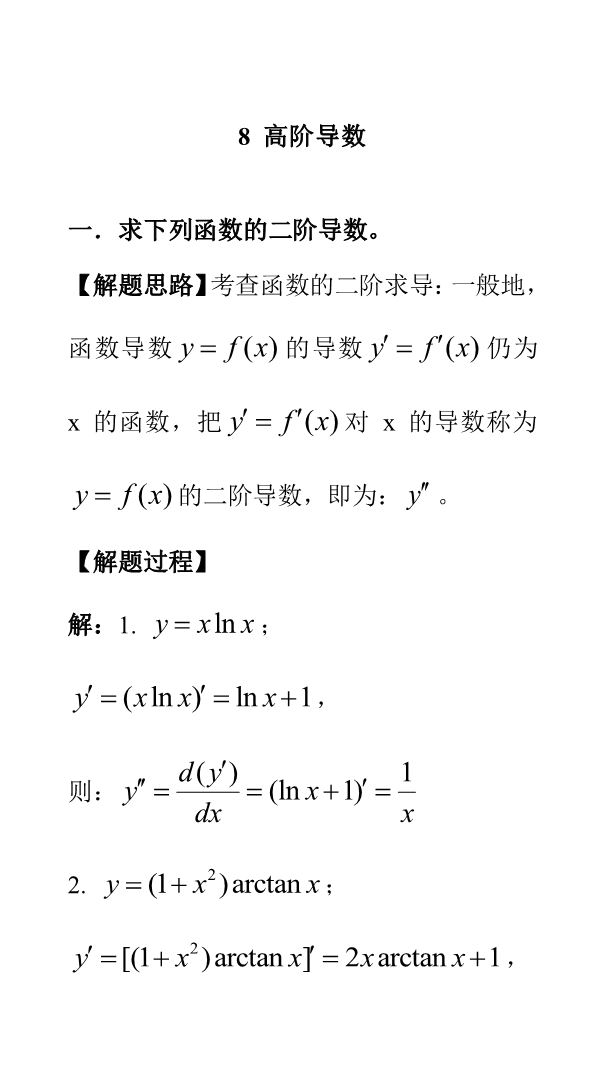 8 高阶导数
一．求下列函数的二阶导数。
【解题思路】考查函数的二阶求导：一般地，
函数导数 y = f(x) 的导数 y′ = f′(x) 仍为
x 的函数，把 y′ = f′(x) 对 x 的导数称为
y = f(x) 的二阶导数，即为：y″ 。
【解题过程】
解：1. y = x ln x；
y′ = (x ln x)′ = ln x + 1，
则：y″ = d(y′)/dx = (ln x + 1)′ = 1/x
2. y = (1 + x²) arctan x；
y′ = [(1 + x²) arctan x]′ = 2x arctan x + 1，